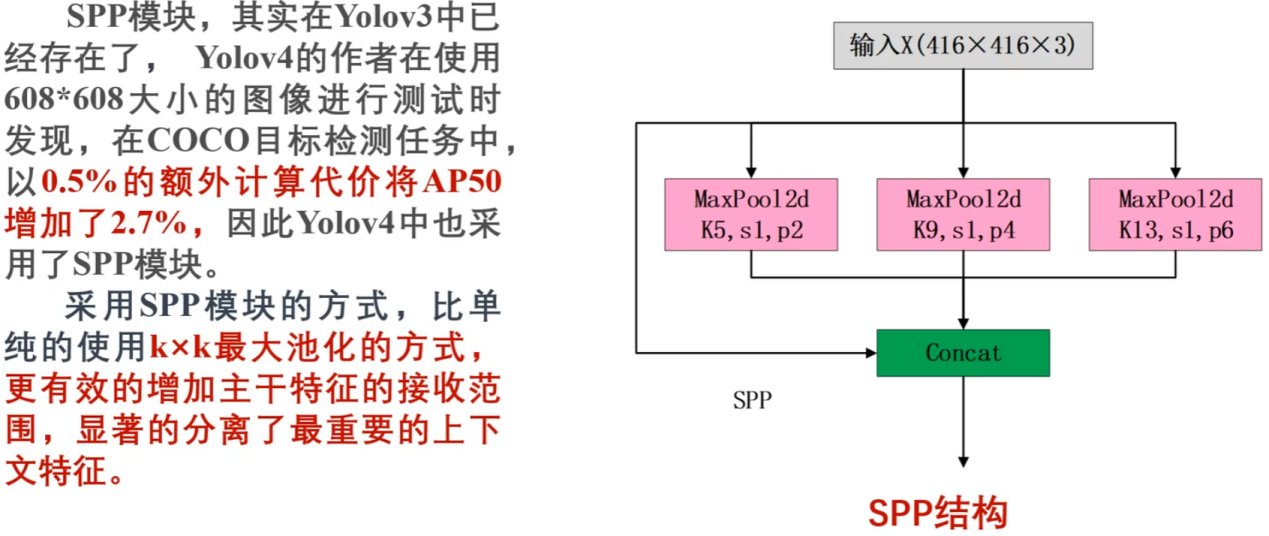 SPP模块，其实在Yolov3中已
经存在了， Yolov4的作者在使用
608*608大小的图像进行测试时
发现，在COCO目标检测任务中，
以0.5%的额外计算代价将AP50
增加了2.7%，因此Yolov4中也采
用了SPP模块。
采用SPP模块的方式，比单
纯的使用k×k最大池化的方式，
更有效的增加主干特征的接收范
围，显著的分离了最重要的上下
文特征。
输入X(416×416×3)
MaxPool2d
K5,s1,p2
MaxPool2d
K9,s1,p4
MaxPool2d
K13,s1,p6
Concat
SPP
SPP结构